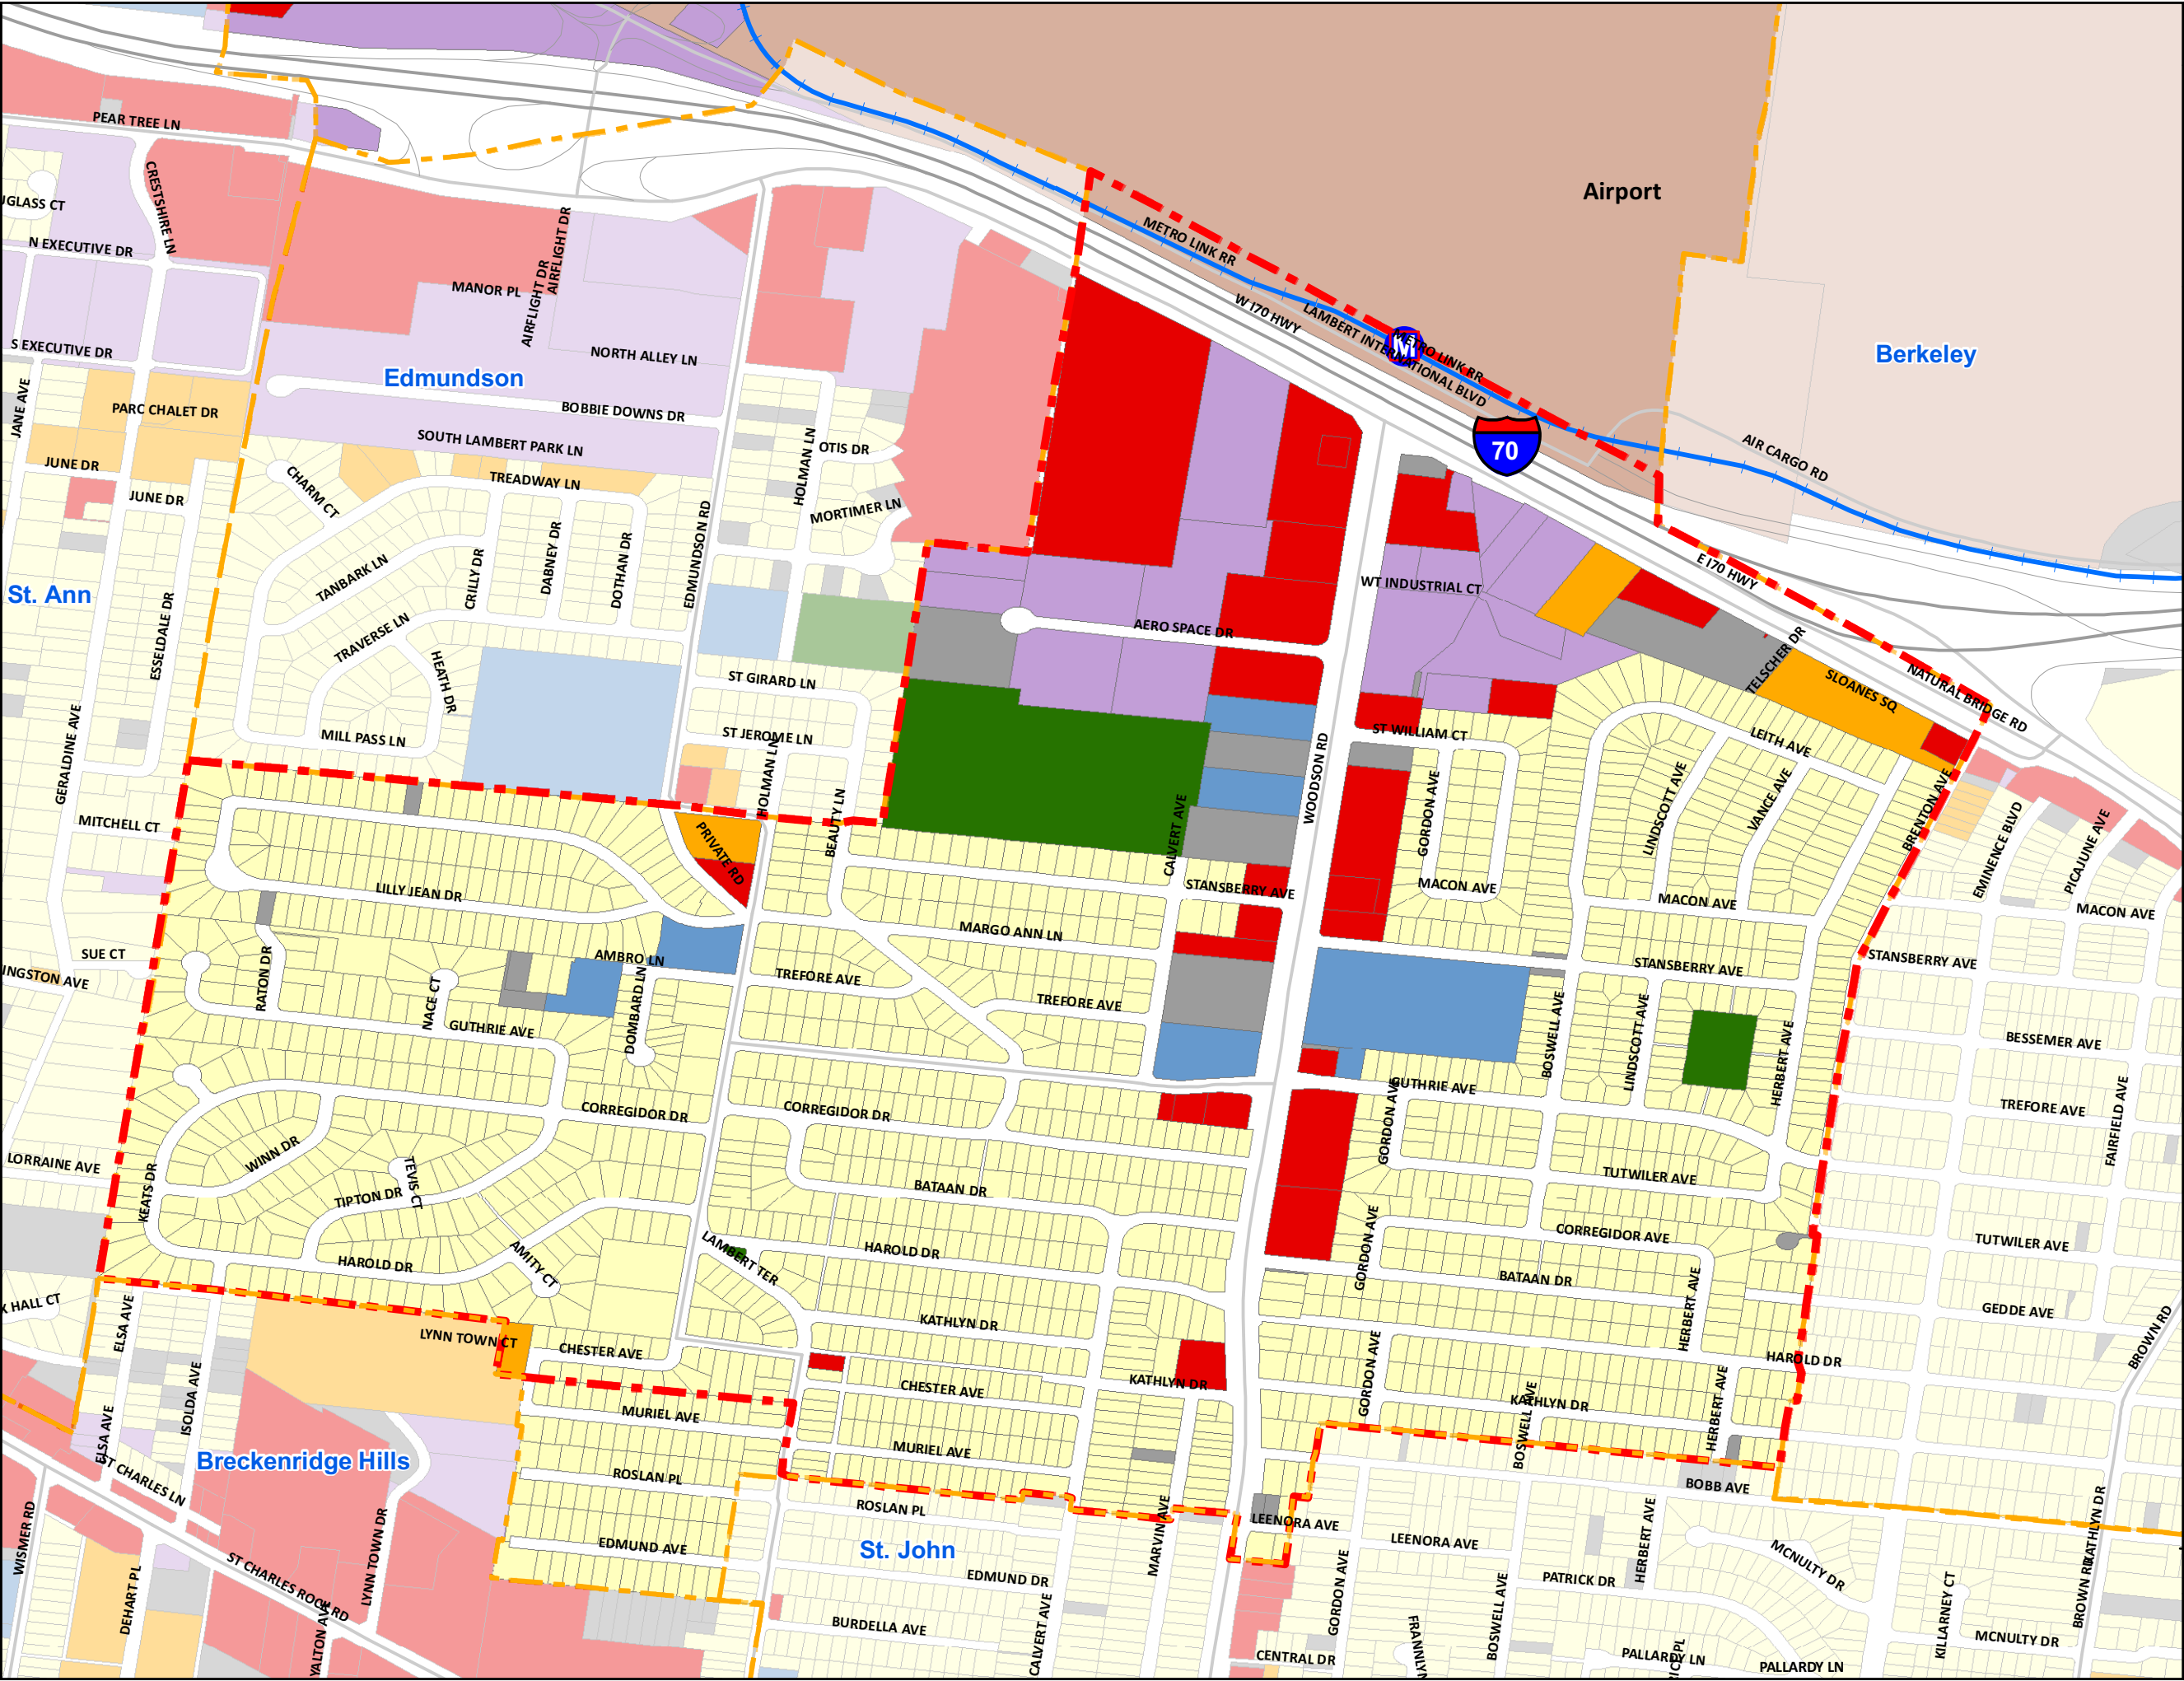 PEAR TREE LN
CRESTSHIRE LN
UGLASS CT
N EXECUTIVE DR
S EXECUTIVE DR
JANE AVE
PARC CHALET DR
JUNE DR
JUNE DR
St. Ann
GERALDINE AVE
ESSELDALE DR
MITCHELL CT
SUE CT
INGSTON AVE
LORRAINE AVE
X HALL CT
Airport
Berkeley
METRO LINK RR
W I70 HWY
LAMBERT INTERNATIONAL BLVD
METRO LINK RR
M
70
AIR CARGO RD
E I70 HWY
NATURAL BRIDGE RD
AIRFLIGHT DR
AIRFLIGHT DR
MANOR PL
NORTH ALLEY LN
Edmundson
BOBBIE DOWNS DR
SOUTH LAMBERT PARK LN
TREADWAY LN
CHARM CT
TANBARK LN
TRAVERSE LN
CRILLY DR
DABNEY DR
DOTHAN DR
EDMUNDSON RD
HEATH DR
MILL PASS LN
HOLMAN LN
OTIS DR
MORTIMER LN
ST GIRARD LN
ST JEROME LN
HOLMAN LN
BEAUTY LN
PRIVATE RD
WT INDUSTRIAL CT
AERO SPACE DR
WOODSON RD
CALVERT AVE
ST WILLIAM CT
GORDON AVE
MACON AVE
TELSCHER DR
SLOANES SQ
LEITH AVE
LINDSCOTT AVE
VANCE AVE
BRENTON AVE
MACON AVE
EMINENCE BLVD
PICAJUNE AVE
MACON AVE
STANSBERRY AVE
STANSBERRY AVE
STANSBERRY AVE
LILLY JEAN DR
MARGO ANN LN
AMBRO LN
TREFORE AVE
TREFORE AVE
RATON DR
NACE CT
GUTHRIE AVE
DOMBARD LN
BOSWELL AVE
LINDSCOTT AVE
HERBERT AVE
BESSEMER AVE
GUTHRIE AVE
GORDON AVE
TREFORE AVE
FAIRFIELD AVE
CORREGIDOR DR
CORREGIDOR DR
WINN DR
TEVIS CT
TIPTON DR
KEATS DR
BATAAN DR
TUTWILER AVE
CORREGIDOR AVE
TUTWILER AVE
HAROLD DR
AMITY CT
LAMBERT TER
HAROLD DR
GORDON AVE
BATAAN DR
HERBERT AVE
GEDDE AVE
BROWN RD
ELSA AVE
LYNN TOWN CT
CHESTER AVE
KATHLYN DR
HAROLD DR
ISOLDA AVE
CHESTER AVE
KATHLYN DR
GORDON AVE
KATHLYN DR
BOSWELL AVE
HERBERT AVE
ELSA AVE
MURIEL AVE
MURIEL AVE
Breckenridge Hills
ST CHARLES LN
ROSLAN PL
ROSLAN PL
BOBB AVE
WISMER RD
LYNN TOWN DR
EDMUND AVE
St. John
MARVIN AVE
LEENORA AVE
LEENORA AVE
HERBERT AVE
MCNULTY DR
KATHLYN DR
BROWN RD
ST CHARLES ROCK RD
DEHART PL
YALTON AVE
EDMUND DR
PATRICK DR
GORDON AVE
BOSWELL AVE
KILLARNEY CT
BURDELLA AVE
CALVERT AVE
CENTRAL DR
FRANNLYN
PALLARDY LN
PALLARDY LN
MCNULTY DR